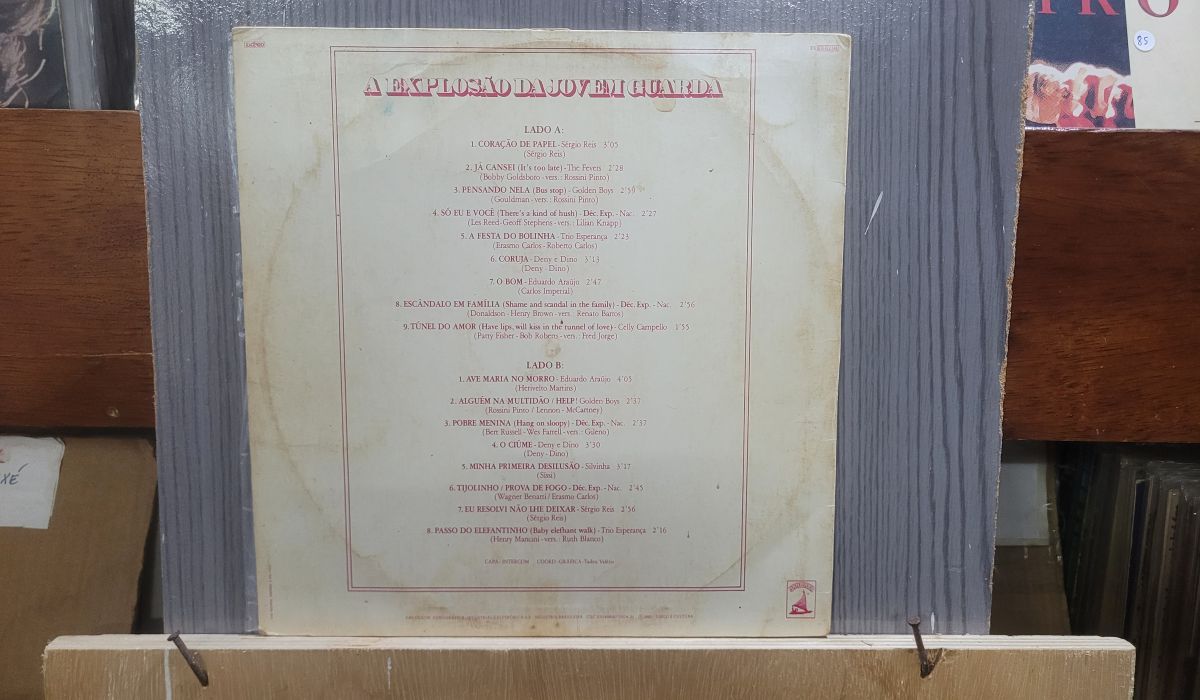 A EXPLOSÃO DA JOVEM GUARDA
LADO A:
1. CORAÇÃO DE PAPEL - Sérgio Reis 3'05
(Sérgio Reis)
2. JÁ CANSEI (It's too late) - The Fevers 2'28
(Bobby Goldsboro - vers.: Rossini Pinto)
3. PENSANDO NELA (Bus stop) - Golden Boys 2'59
(Gouldman - vers.: Rossini Pinto)
4. SÓ EU E VOCÊ (There's a kind of hush) - Déc. Exp. - Nac. 2'27
(Les Reed - Geoff Stephens - vers.: Lilian Knapp)
5. A FESTA DO BOLINHA - Trio Esperança 2'23
(Erasmo Carlos - Roberto Carlos)
6. CORUJA - Deny e Dino 3'13
(Deny - Dino)
7. O BOM - Eduardo Araújo 2'47
(Carlos Imperial)
8. ESCÂNDALO EM FAMÍLIA (Shame and scandal in the family) - Déc. Exp. - Nac. 2'56
(Donaldson - Henry Brown - vers. Renato Barros)
9. TÚNEL DO AMOR (Have lips, will kiss in the tunnel of love) - Celly Campello 1'55
(Patty Fisher - Bob Roberts - vers.: Fred Jorge)
LADO B:
1. AVE MARIA NO MORRO - Eduardo Araújo 4'05
(Herivelto Martins)
2. ALGUÉM NA MULTIDÃO / HELP! Golden Boys 2'37
(Rossini Pinto / Lennon - McCartney)
3. POBRE MENINA (Hang on sloopy) - Déc. Exp. - Nac. 2'37
(Bert Russell - Wes Farrell - vers.: Gileno)
4. O CIÚME - Deny e Dino 3'30
(Deny - Dino)
5. MINHA PRIMEIRA DESILUSÃO - Silvinha 3'17
(Sissi)
6. TIJOLINHO / PROVA DE FOGO - Déc. Exp. - Nac. 2'45
(Wagner Benatti / Erasmo Carlos)
7. EU RESOLVI NÃO LHE DEIXAR - Sérgio Reis 2'56
(Sérgio Reis)
8. PASSO DO ELEFANTINHO (Baby elefhant walk) - Trio Esperança 2'16
(Henry Mancini - vers.: Ruth Blanco)
CAPA - INTERCOM COORD. GRÁFICA - Tadeu Valério
85